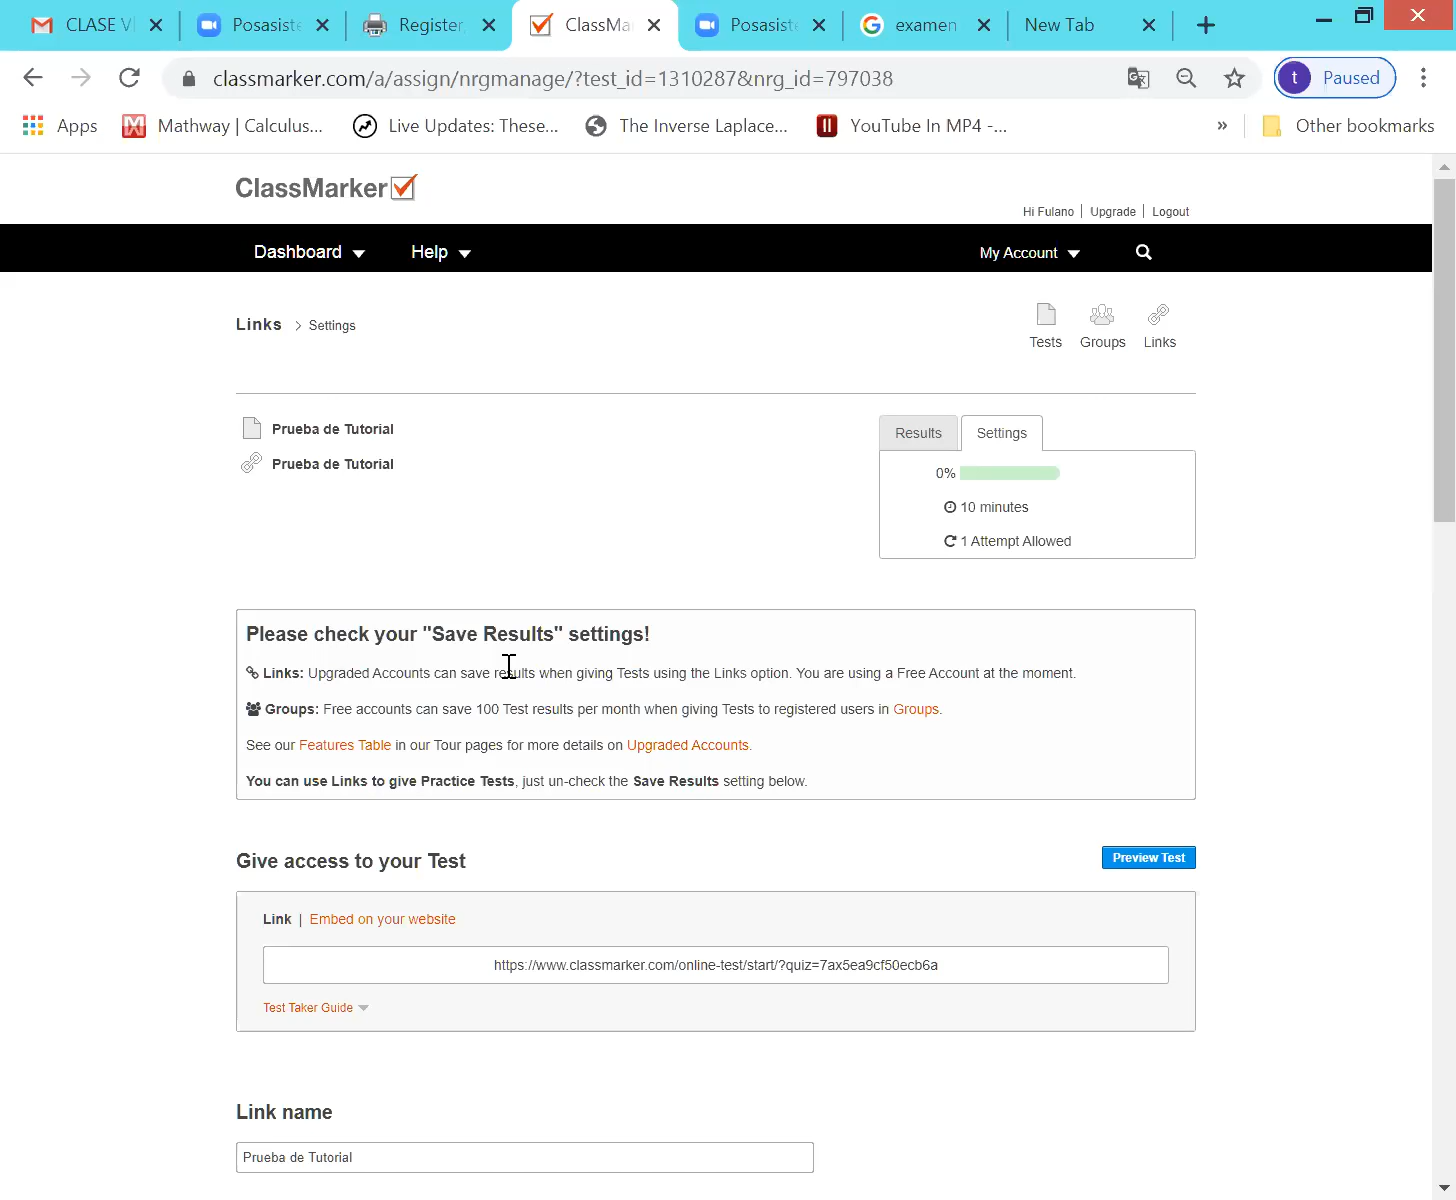 CLASE V
Posasiste
Register,
ClassMa
Posasiste
examen
New Tab
classmarker.com/a/assign/nrgmanage/?test_id=1310287&nrg_id=797038
t
Paused
Apps
Mathway | Calculus...
Live Updates: These...
The Inverse Laplace...
YouTube In MP4 -...
»
Other bookmarks
ClassMarker
Hi Fulano | Upgrade | Logout
Dashboard
Help
My Account
Links > Settings
Tests
Groups
Links
Prueba de Tutorial
Prueba de Tutorial
Results
Settings
0%
10 minutes
1 Attempt Allowed
Please check your "Save Results" settings!
Links: Upgraded Accounts can save results when giving Tests using the Links option. You are using a Free Account at the moment.
Groups: Free accounts can save 100 Test results per month when giving Tests to registered users in Groups.
See our Features Table in our Tour pages for more details on Upgraded Accounts.
You can use Links to give Practice Tests, just un-check the Save Results setting below.
Give access to your Test
Preview Test
Link | Embed on your website
https://www.classmarker.com/online-test/start/?quiz=7ax5ea9cf50ecb6a
Test Taker Guide
Link name
Prueba de Tutorial